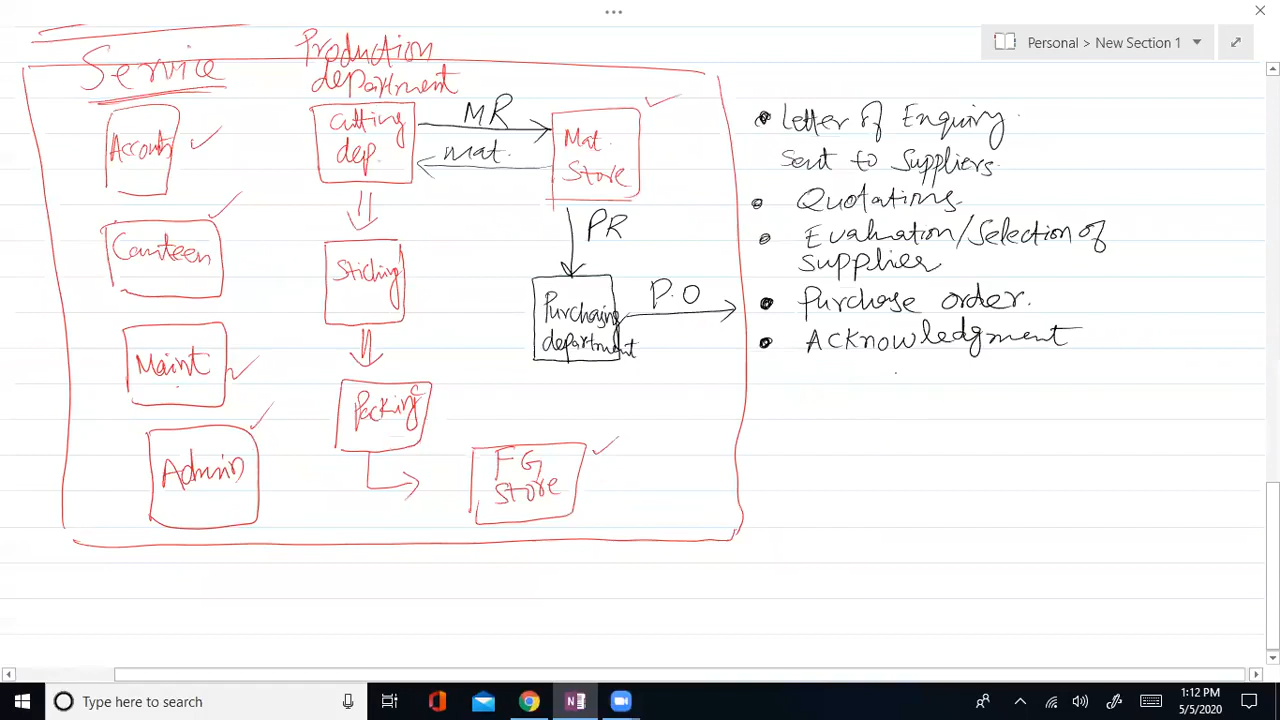 Personal > New Section 1
Service
Production
department
Accounts
Canteen
Maint
Admin
Cutting
dep.
MR
mat.
Mat.
Store
Stiching
Packing
FG
Store
PR
Purchasing
department
P.O
• Letter of Enquiry
Sent to Suppliers.
• Quotations.
• Evaluation/Selection of
supplier
• Purchase order.
• Acknowledgment
Type here to search
1:12 PM
5/5/2020